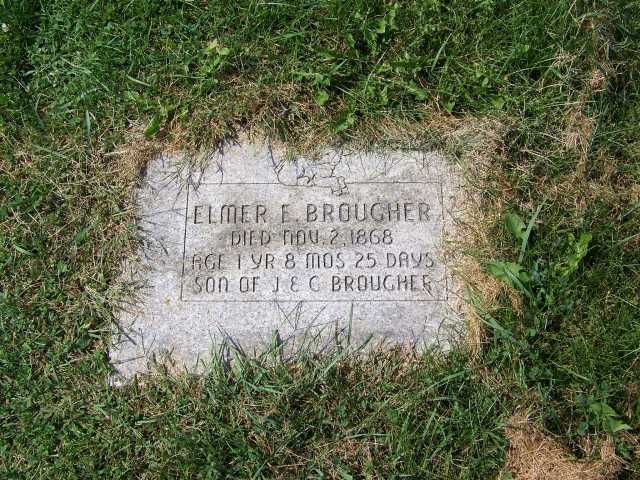 ELMER E. BROUGHER
DIED NOV. 2, 1868
AGE 1 YR 8 MOS 25 DAYS
SON OF J & C BROUGHER